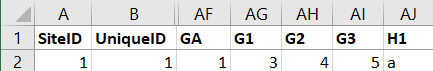 A B AF AG AH AI AJ
1 SiteID UniqueID GA G1 G2 G3 H1
2 1 1 1 3 4 5 a